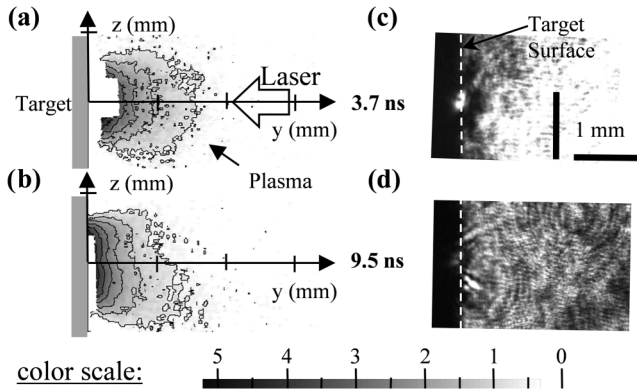 (a)
z (mm)
Laser
Target
y (mm)
Plasma
3.7 ns
(b)
z (mm)
y (mm)
9.5 ns
(c)
Target
Surface
1 mm
(d)
color scale:
5 4 3 2 1 0